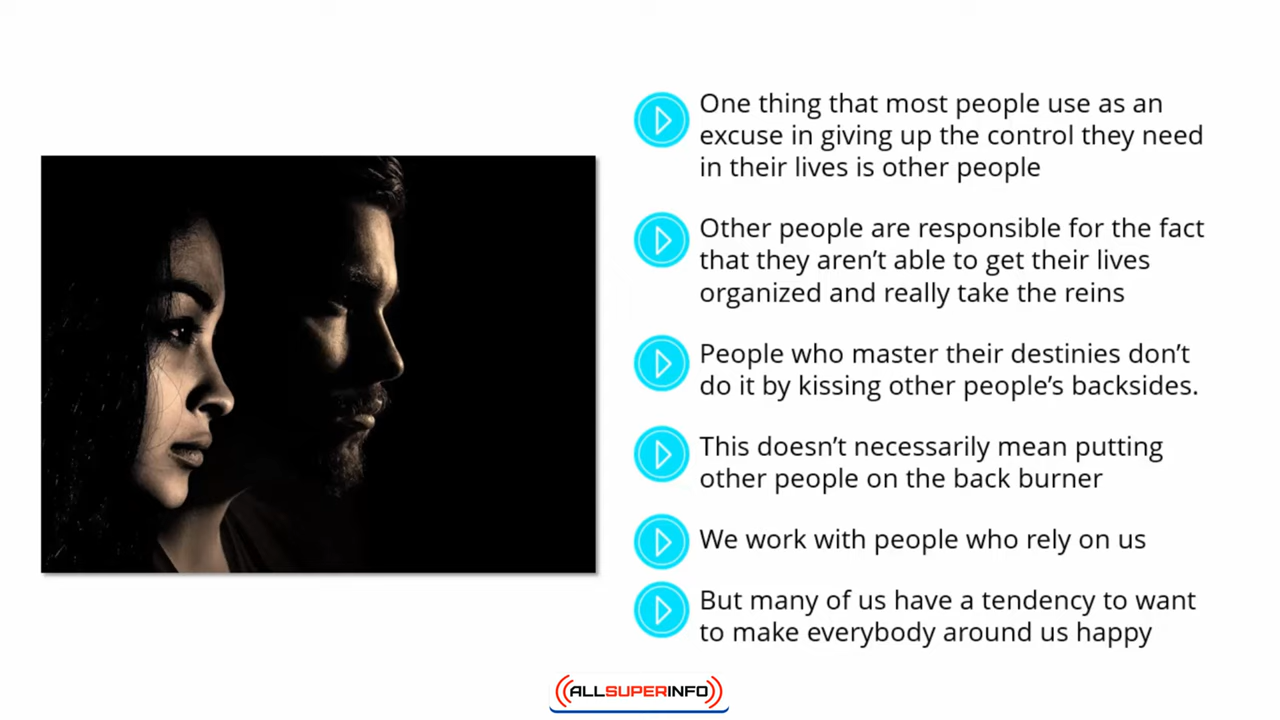 One thing that most people use as an
excuse in giving up the control they need
in their lives is other people
Other people are responsible for the fact
that they aren’t able to get their lives
organized and really take the reins
People who master their destinies don’t
do it by kissing other people’s backsides.
This doesn’t necessarily mean putting
other people on the back burner
We work with people who rely on us
But many of us have a tendency to want
to make everybody around us happy
ALLSUPERINFO